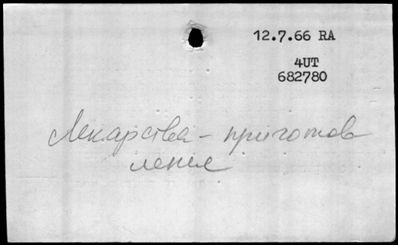 12.7.66 RA
4UT
682780
Лекарства - приготов
ление